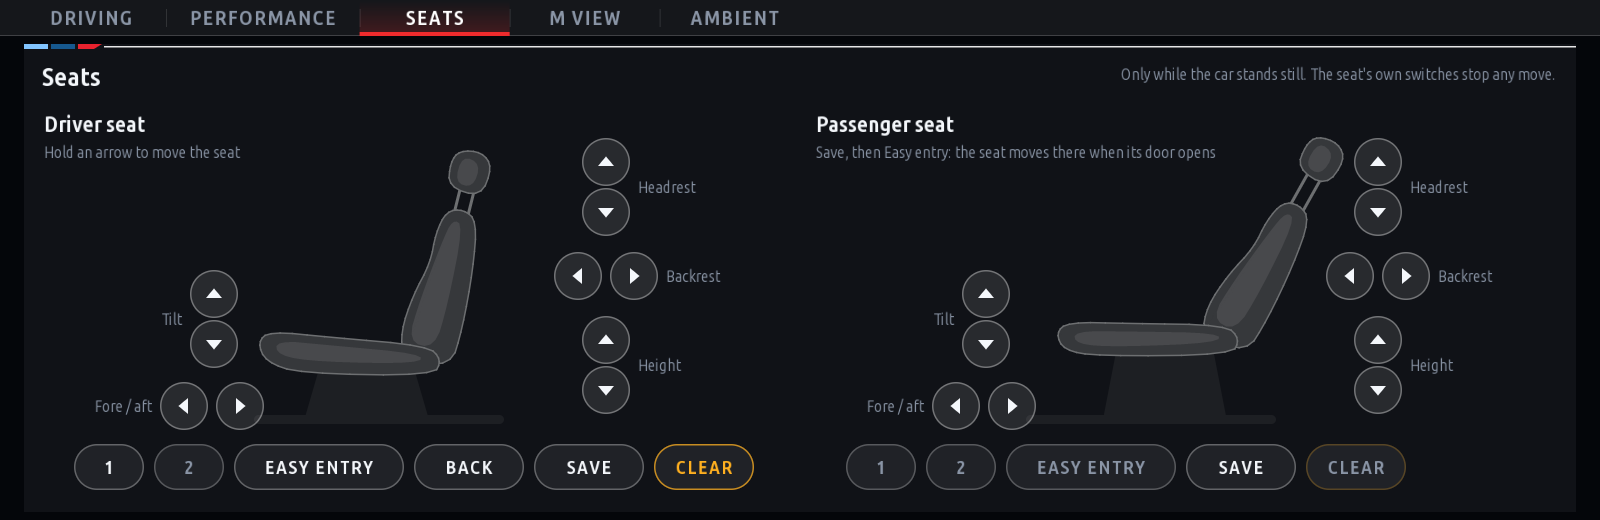 DRIVING PERFORMANCE SEATS M VIEW AMBIENT
Seats
Only while the car stands still. The seat's own switches stop any move.
Driver seat
Hold an arrow to move the seat
Headrest
Backrest
Tilt
Height
Fore / aft
1 2 EASY ENTRY BACK SAVE CLEAR
Passenger seat
Save, then Easy entry: the seat moves there when its door opens
Headrest
Backrest
Tilt
Height
Fore / aft
1 2 EASY ENTRY SAVE CLEAR